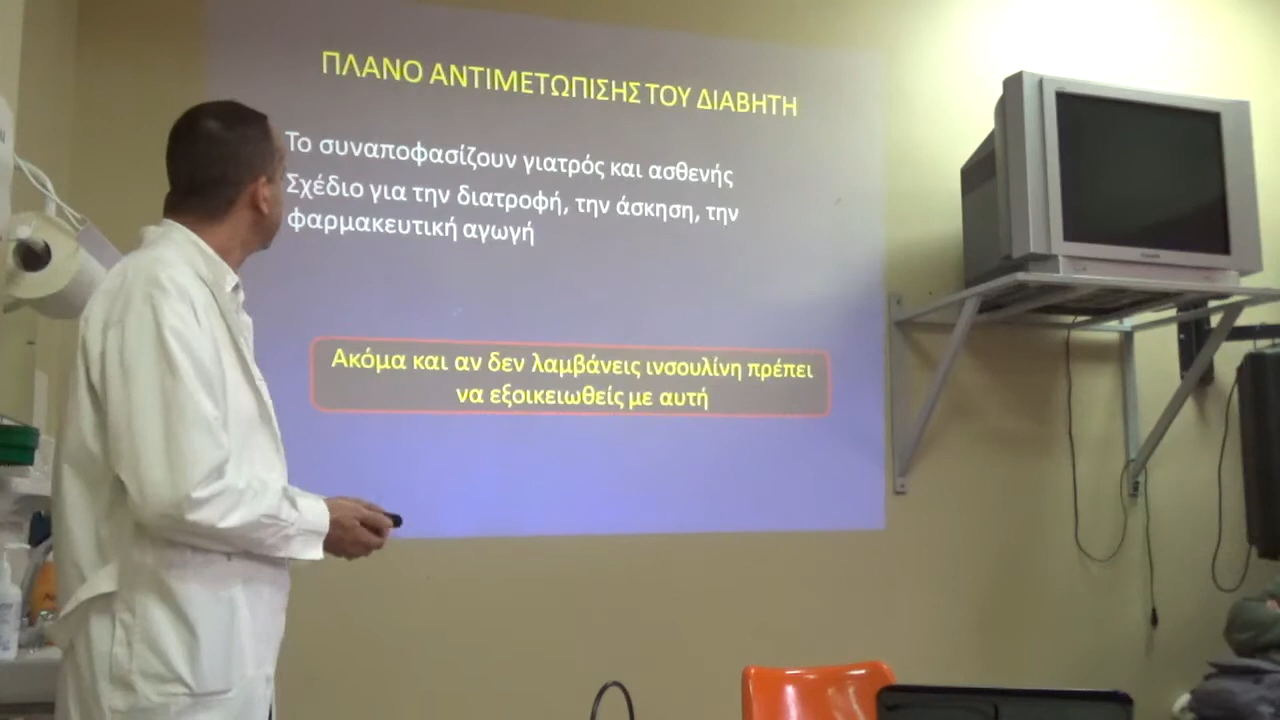 ΠΛΑΝΟ ΑΝΤΙΜΕΤΩΠΙΣΗΣ ΤΟΥ ΔΙΑΒΗΤΗ
Το συναποφασίζουν γιατρός και ασθενής
Σχέδιο για την διατροφή, την άσκηση, την
φαρμακευτική αγωγή
Ακόμα και αν δεν λαμβάνεις ινσουλίνη πρέπει
να εξοικειωθείς με αυτή